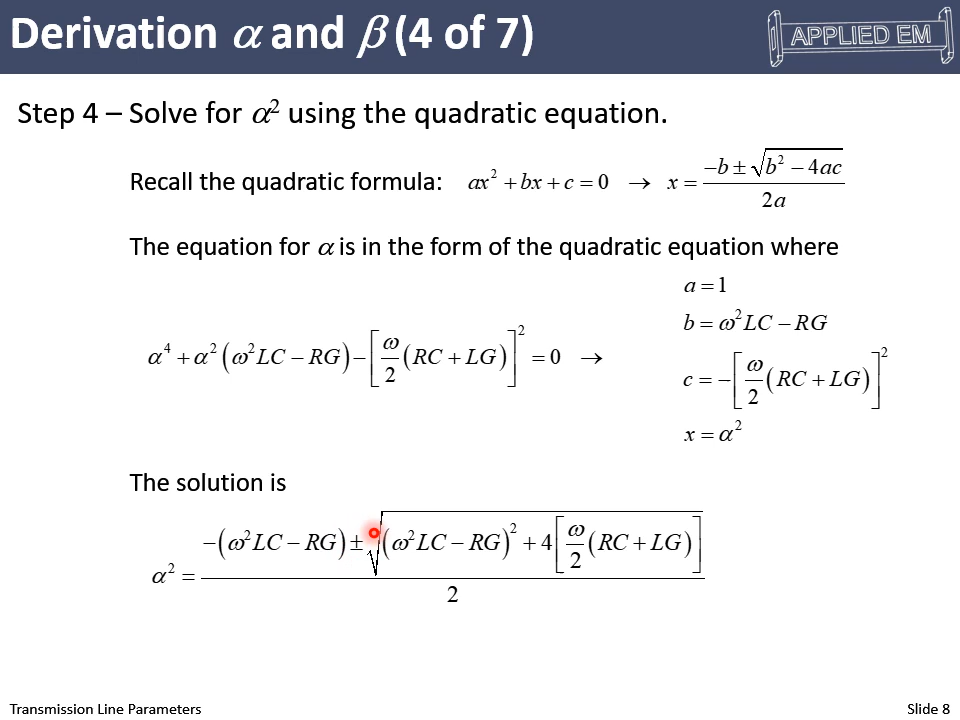 Derivation α and β (4 of 7)
APPLIED EM
Step 4 – Solve for α² using the quadratic equation.
Recall the quadratic formula: ax² + bx + c = 0 → x = (−b ± √(b² − 4ac)) / 2a
The equation for α is in the form of the quadratic equation where
a = 1
b = ω²LC − RG
α⁴ + α²(ω²LC − RG) − [ω/2 (RC + LG)]² = 0 →
c = −[ω/2 (RC + LG)]²
x = α²
The solution is
α² = (−(ω²LC − RG) ± √((ω²LC − RG)² + 4[ω/2 (RC + LG)])) / 2
Transmission Line Parameters
Slide 8